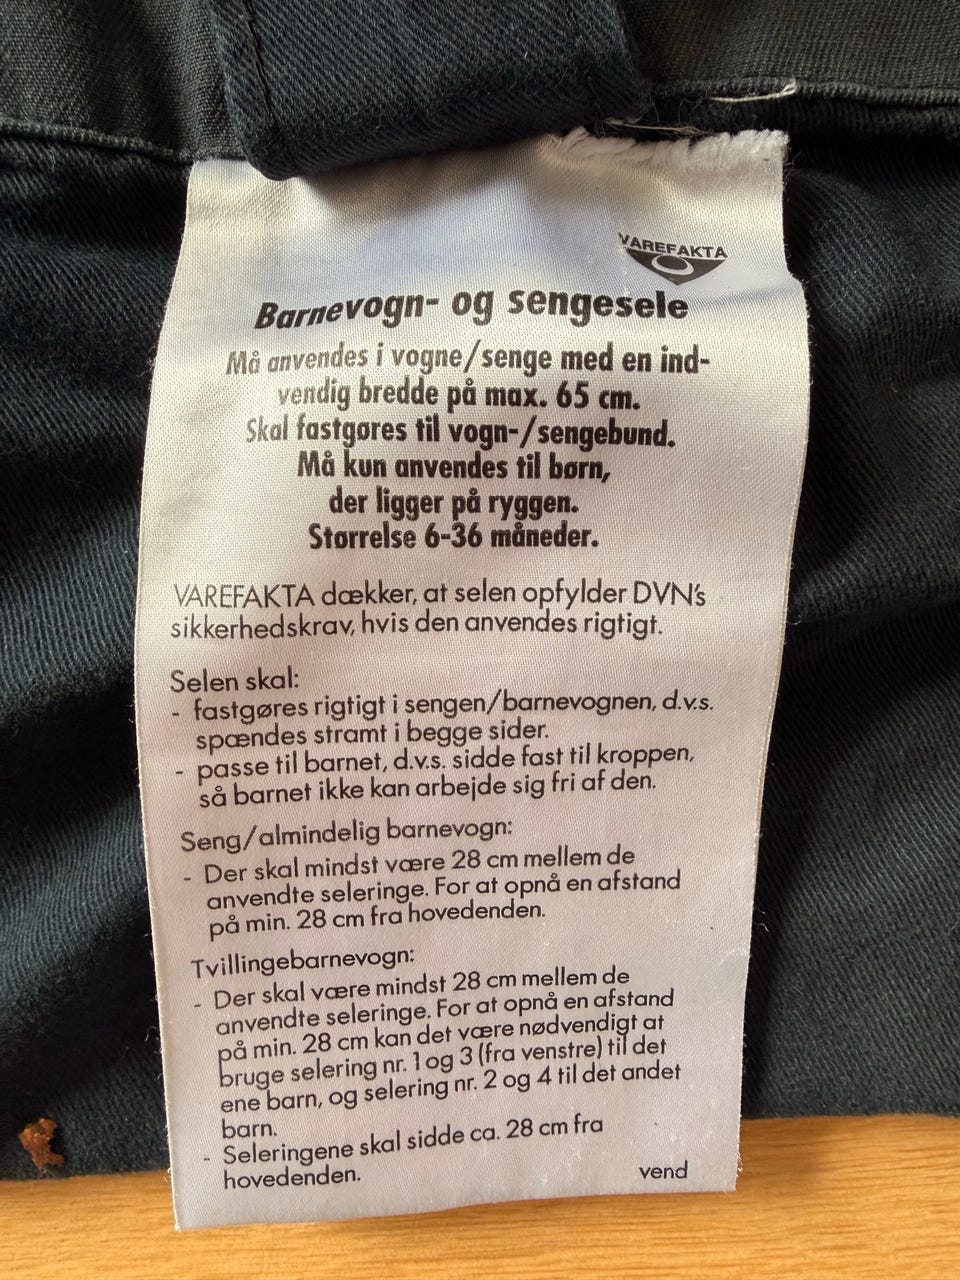 VAREFAKTA
Barnevogn- og sengesele
Må anvendes i vogne/senge med en ind-
vendig bredde på max. 65 cm.
Skal fastgøres til vogn-/sengebund.
Må kun anvendes til børn,
der ligger på ryggen.
Størrelse 6-36 måneder.
VAREFAKTA dækker, at selen opfylder DVN's
sikkerhedskrav, hvis den anvendes rigtigt.
Selen skal:
- fastgøres rigtigt i sengen/barnevognen, d.v.s.
spændes stramt i begge sider.
- passe til barnet, d.v.s. sidde fast til kroppen,
så barnet ikke kan arbejde sig fri af den.
Seng/almindelig barnevogn:
- Der skal mindst være 28 cm mellem de
anvendte seleringe. For at opnå en afstand
på min. 28 cm fra hovedenden.
Tvillingebarnevogn:
- Der skal være mindst 28 cm mellem de
anvendte seleringe. For at opnå en afstand
på min. 28 cm kan det være nødvendigt at
bruge selering nr. 1 og 3 (fra venstre) til det
ene barn, og selering nr. 2 og 4 til det andet
barn.
- Seleringene skal sidde ca. 28 cm fra
hovedenden.
vend